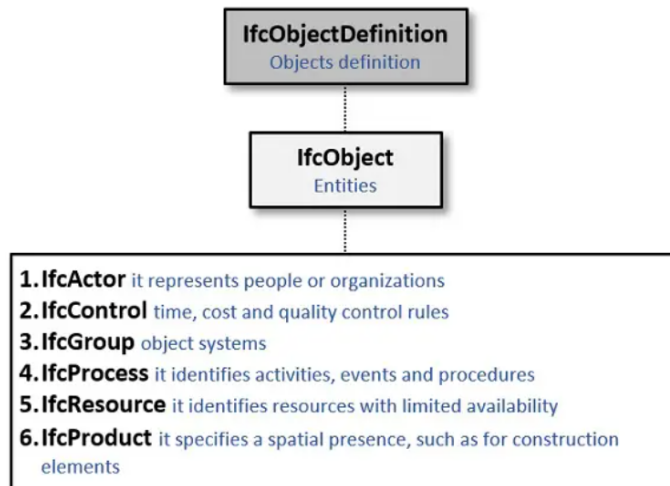 IfcObjectDefinition
Objects definition
IfcObject
Entities
1.IfcActor it represents people or organizations
2.IfcControl time, cost and quality control rules
3.IfcGroup object systems
4.IfcProcess it identifies activities, events and procedures
5.IfcResource it identifies resources with limited availability
6.IfcProduct it specifies a spatial presence, such as for construction
elements